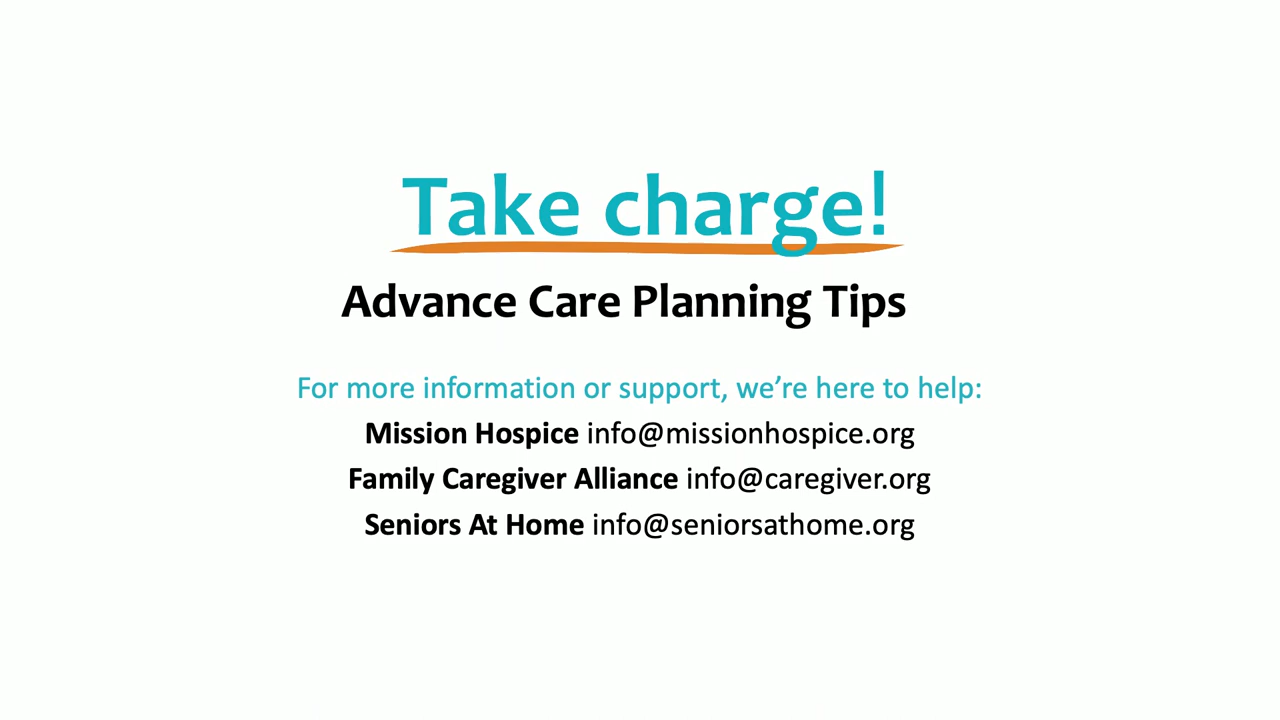 Take charge!
Advance Care Planning Tips
For more information or support, we’re here to help:
Mission Hospice info@missionhospice.org
Family Caregiver Alliance info@caregiver.org
Seniors At Home info@seniorsathome.org